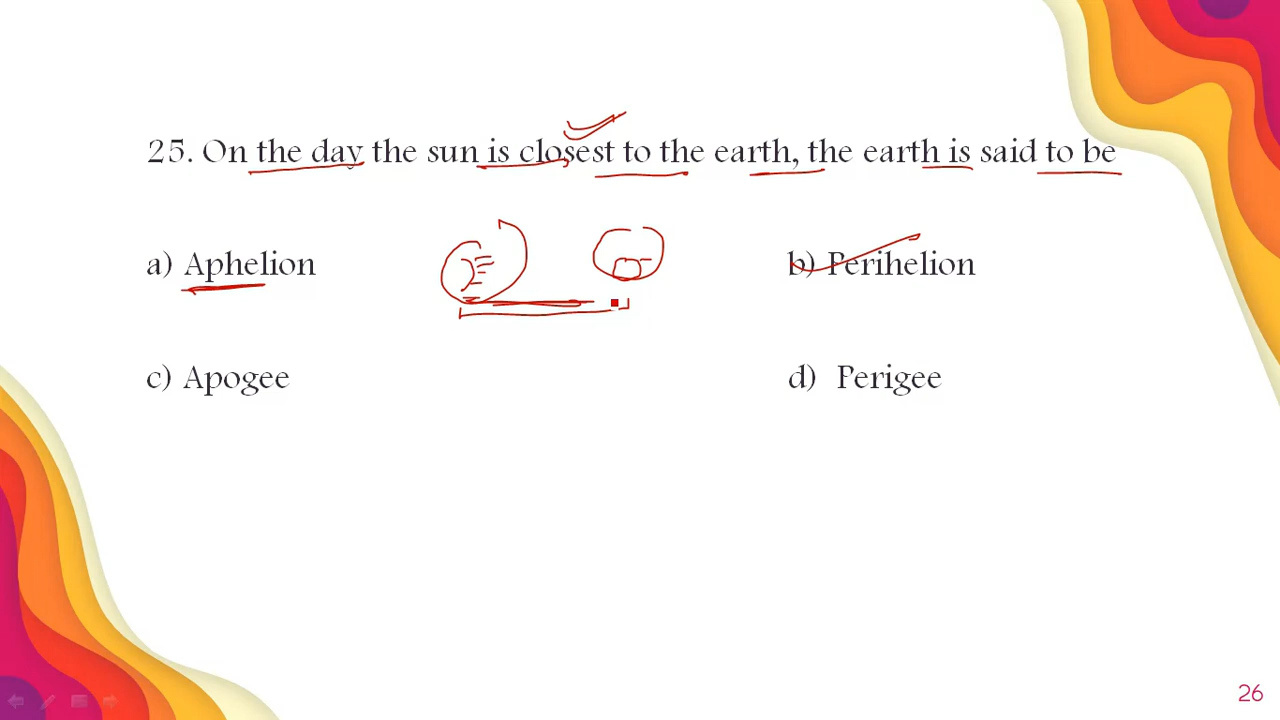 25. On the day the sun is closest to the earth, the earth is said to be
a) Aphelion
b) Perihelion
c) Apogee
d) Perigee
26